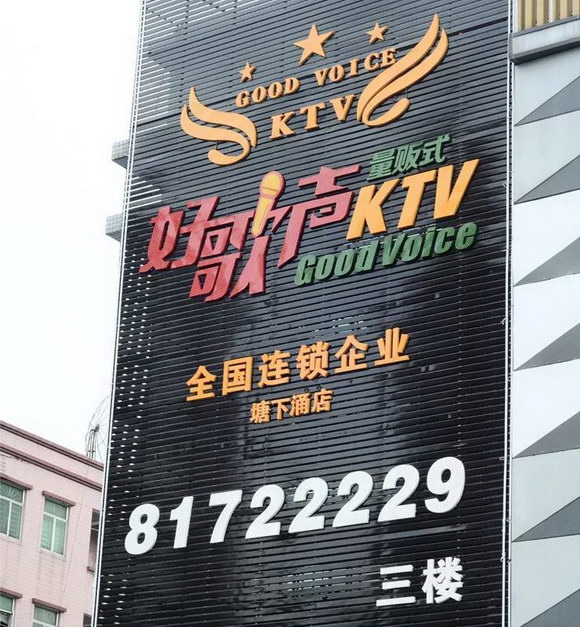 GOOD VOICE
KTV
量贩式
好歌声KTV
Good Voice
全国连锁企业
塘下涌店
81722229
三楼